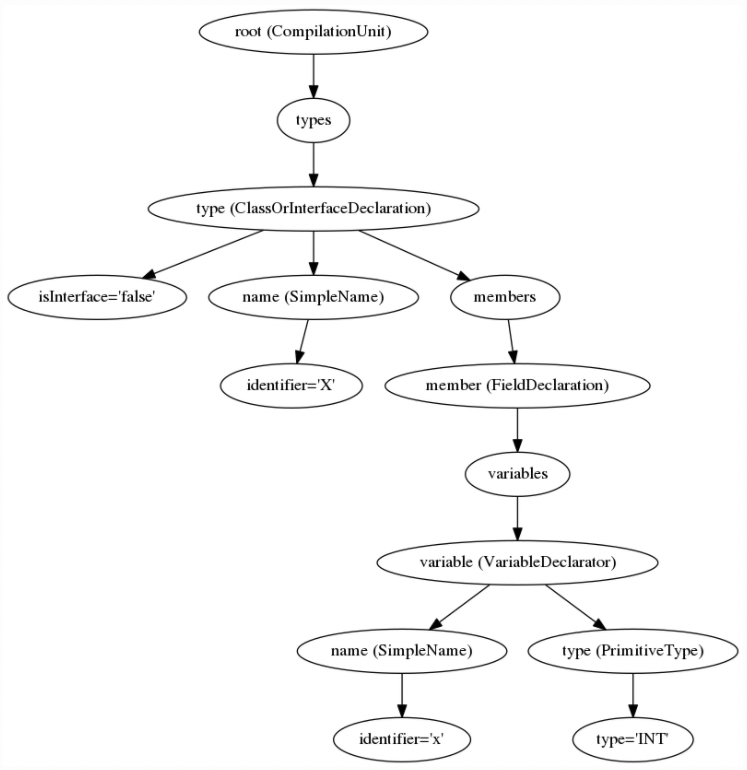 root (CompilationUnit)
types
type (ClassOrInterfaceDeclaration)
isInterface='false'
name (SimpleName)
members
identifier='X'
member (FieldDeclaration)
variables
variable (VariableDeclarator)
name (SimpleName)
type (PrimitiveType)
identifier='x'
type='INT'